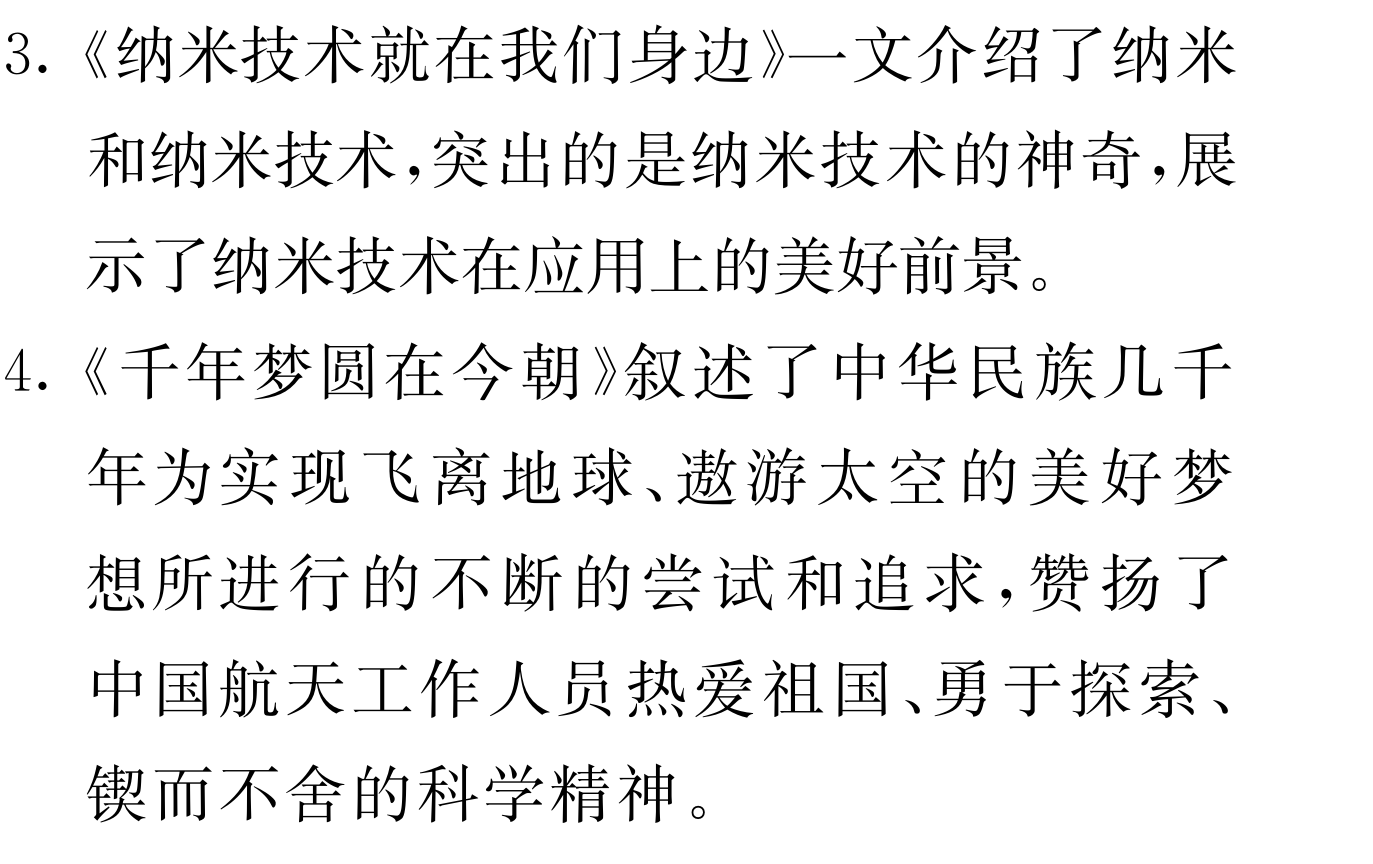 3.《纳米技术就在我们身边》一文介绍了纳米
和纳米技术,突出的是纳米技术的神奇,展
示了纳米技术在应用上的美好前景。
4.《千年梦圆在今朝》叙述了中华民族几千
年为实现飞离地球、遨游太空的美好梦
想所进行的不断的尝试和追求,赞扬了
中国航天工作人员热爱祖国、勇于探索、
锲而不舍的科学精神。